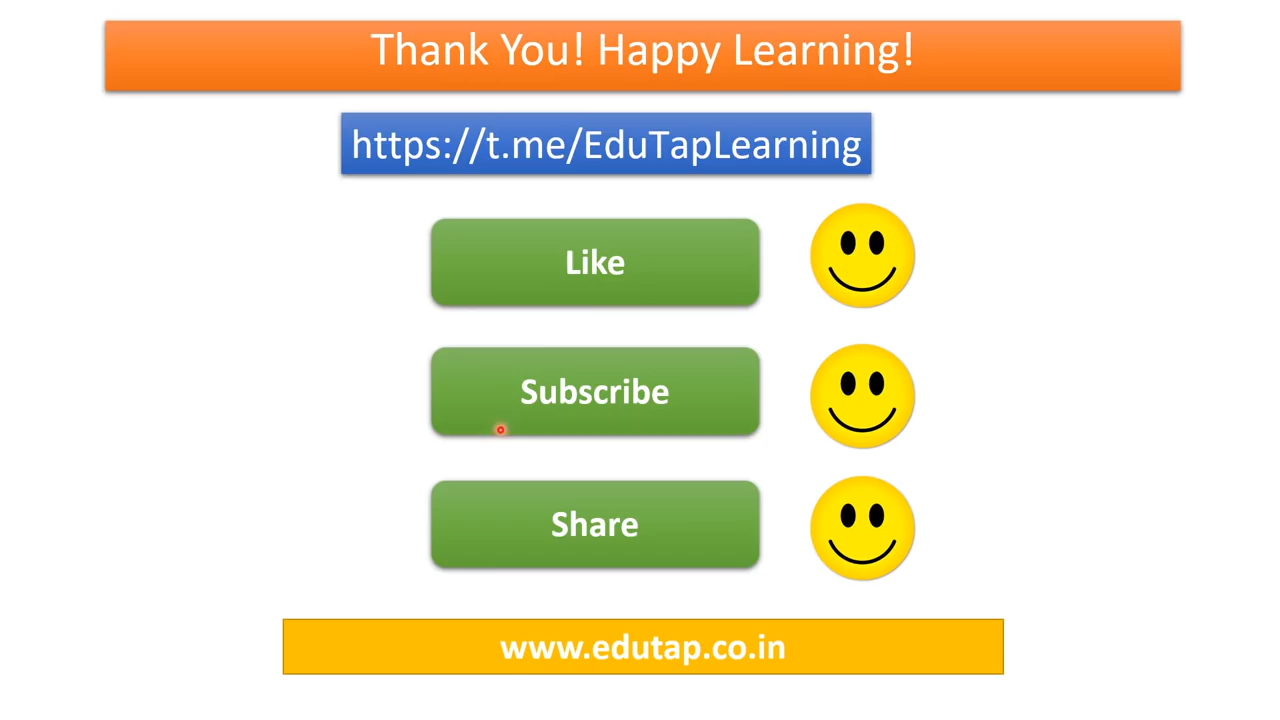 Thank You! Happy Learning!
https://t.me/EduTapLearning
Like
Subscribe
Share
www.edutap.co.in